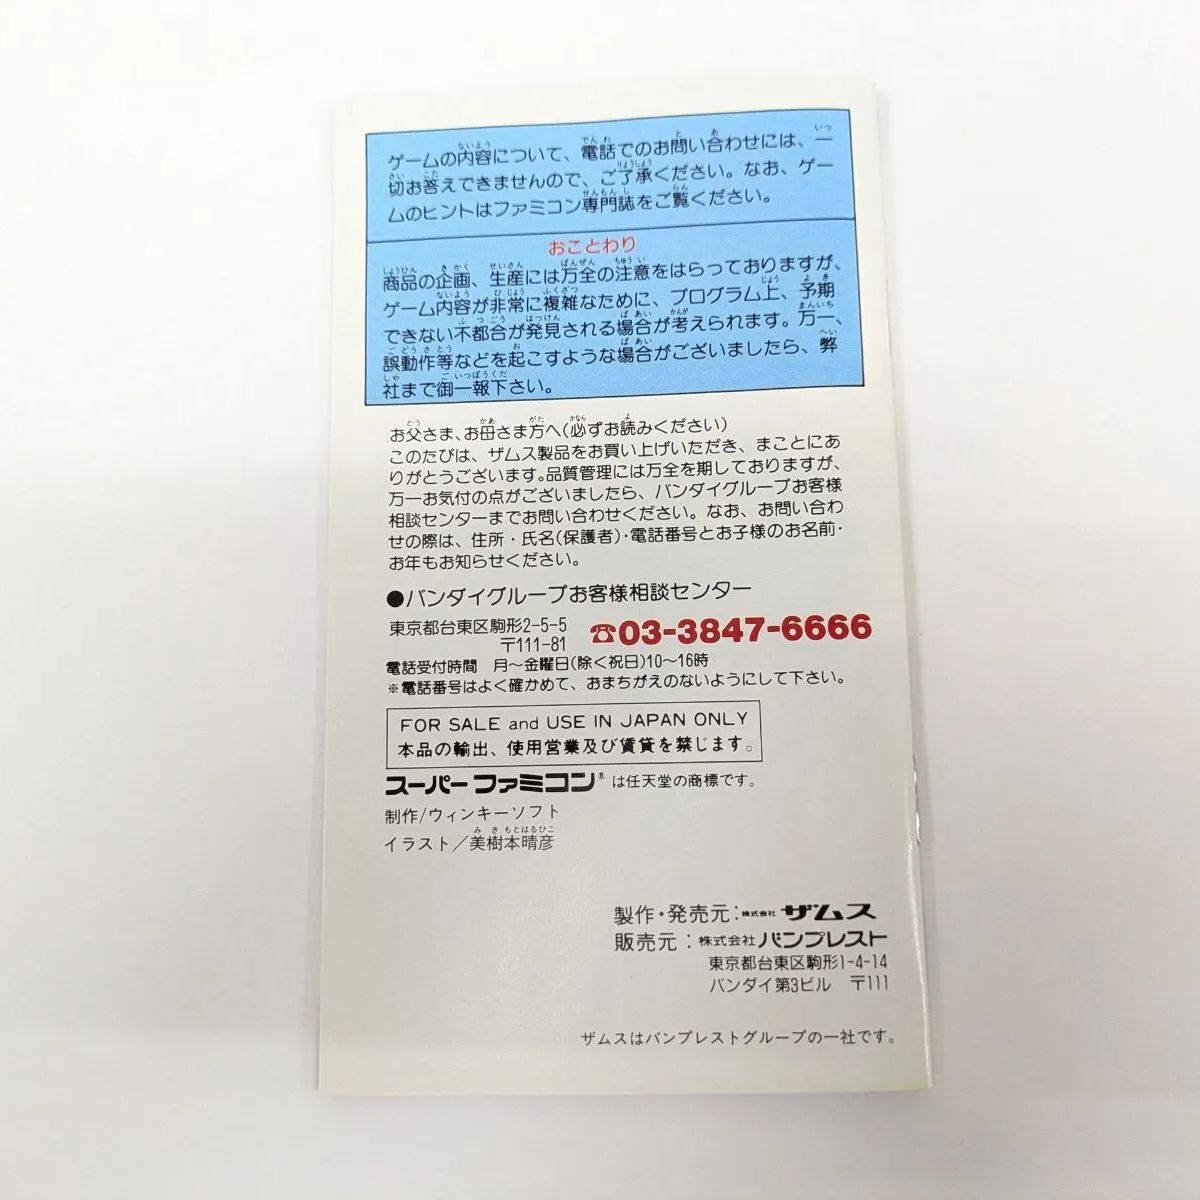 ゲームの内容について、電話でのお問い合わせには、一
切お答えできませんので、ご了承ください。なお、ゲー
ムのヒントはファミコン専門誌をご覧ください。
おことわり
商品の企画、生産には万全の注意をはらっておりますが、
ゲーム内容が非常に複雑なために、プログラム上、予期
できない不都合が発見される場合が考えられます。万一、
誤動作等などを起こすような場合がございましたら、弊
社まで御一報下さい。
お父さま、お母さま方へ(必ずお読みください)
このたびは、ザムス製品をお買い上げいただき、まことにあ
りがとうございます。品質管理には万全を期しておりますが、
万一お気付の点がございましたら、バンダイグループお客様
相談センターまでお問い合わせください。なお、お問い合わ
せの際は、住所・氏名(保護者)・電話番号とお子様のお名前・
お年もお知らせください。
●バンダイグループお客様相談センター
東京都台東区駒形2-5-5
〒111-81
☎03-3847-6666
電話受付時間 月〜金曜日(除く祝日)10〜16時
※電話番号はよく確かめて、おまちがえのないようにして下さい。
FOR SALE and USE IN JAPAN ONLY
本品の輸出、使用営業及び賃貸を禁じます。
スーパーファミコン®は任天堂の商標です。
制作/ウィンキーソフト
イラスト/美樹本晴彦
製作・発売元:株式会社 ザムス
販売元:株式会社 バンプレスト
東京都台東区駒形1-4-14
バンダイ第3ビル 〒111
ザムスはバンプレストグループの一社です。